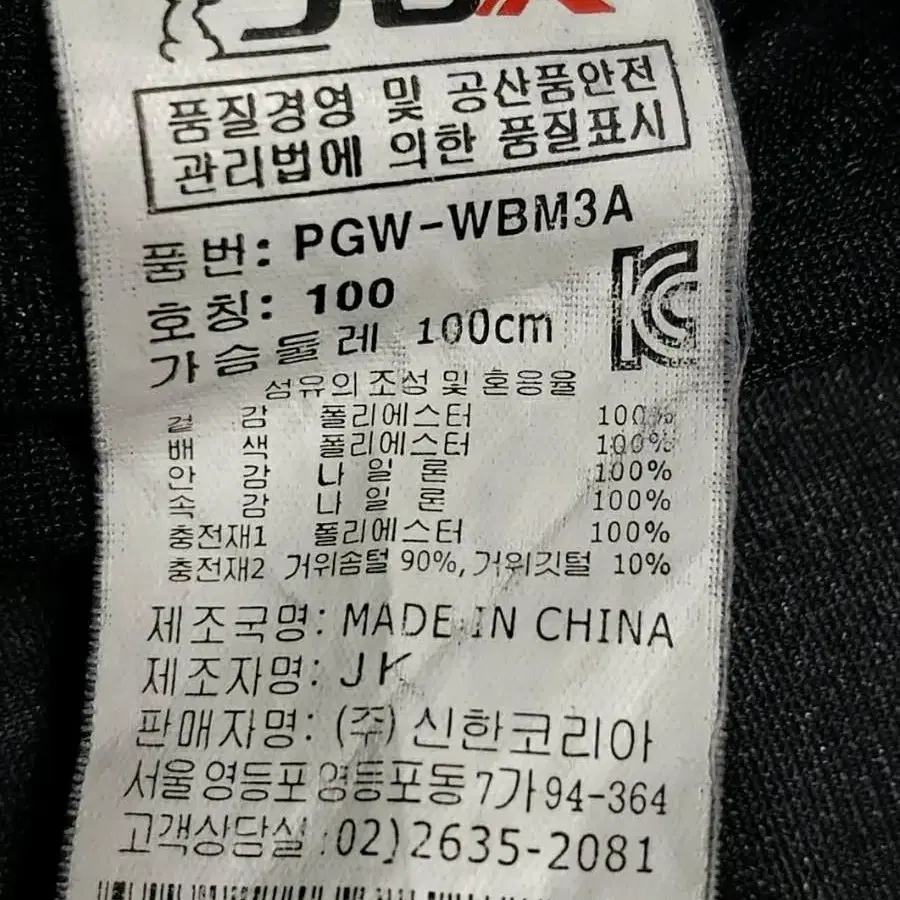 품질경영 및 공산품안전
관리법에 의한 품질표시
품번: PGW-WBM3A
호칭: 100
가슴둘레 100cm
섬유의 조성 및 혼용율
겉 감 폴리에스터 100%
배 색 폴리에스터 100%
안 감 나 일 론 100%
속 감 나 일 론 100%
충전재1 폴리에스터 100%
충전재2 거위솜털 90%, 거위깃털 10%
제조국명: MADE IN CHINA
제조자명: JK
판매자명: (주) 신한코리아
서울 영등포 영등포동 7가 94-364
고객상담실 : 02)2635-2081